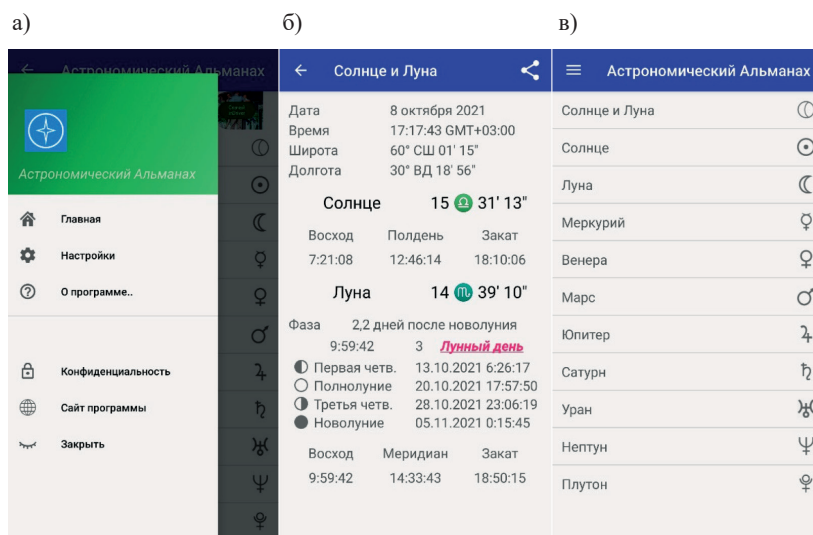 а)
Астрономический Альманах
Астрономический Альманах
Главная
Настройки
О программе..
Конфиденциальность
Сайт программы
Закрыть
б)
Солнце и Луна
Дата 8 октября 2021
Время 17:17:43 GMT+03:00
Широта 60° СШ 01' 15"
Долгота 30° ВД 18' 56"
Солнце 15 ♎ 31' 13"
Восход Полдень Закат
7:21:08 12:46:14 18:10:06
Луна 14 ♏ 39' 10"
Фаза 2,2 дней после новолуния
9:59:42 3 Лунный день
Первая четв. 13.10.2021 6:26:17
Полнолуние 20.10.2021 17:57:50
Третья четв. 28.10.2021 23:06:19
Новолуние 05.11.2021 0:15:45
Восход Меридиан Закат
9:59:42 14:33:43 18:50:15
в)
Астрономический Альманах
Солнце и Луна
Солнце
Луна
Меркурий
Венера
Марс
Юпитер
Сатурн
Уран
Нептун
Плутон